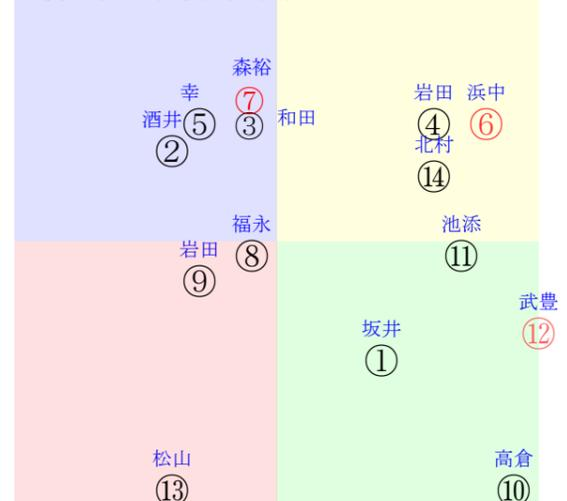 森裕
⑦
幸
岩田
浜中
酒井
⑤
③
和田
④
⑥
②
北村
⑭
福永
池添
岩田
⑧
⑪
⑨
武豊
⑫
坂井
①
松山
高倉
⑬
⑩